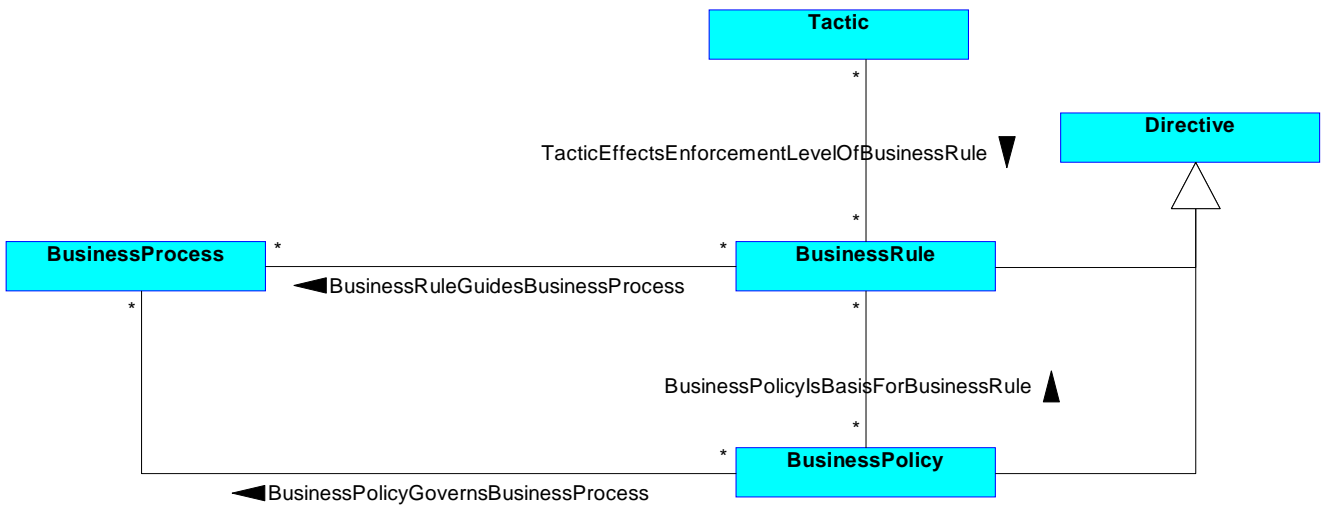 Tactic
*
Directive
TacticEffectsEnforcementLevelOfBusinessRule
*
BusinessProcess
*
*
BusinessRule
BusinessRuleGuidesBusinessProcess
*
*
BusinessPolicyIsBasisForBusinessRule
*
*
BusinessPolicy
BusinessPolicyGovernsBusinessProcess